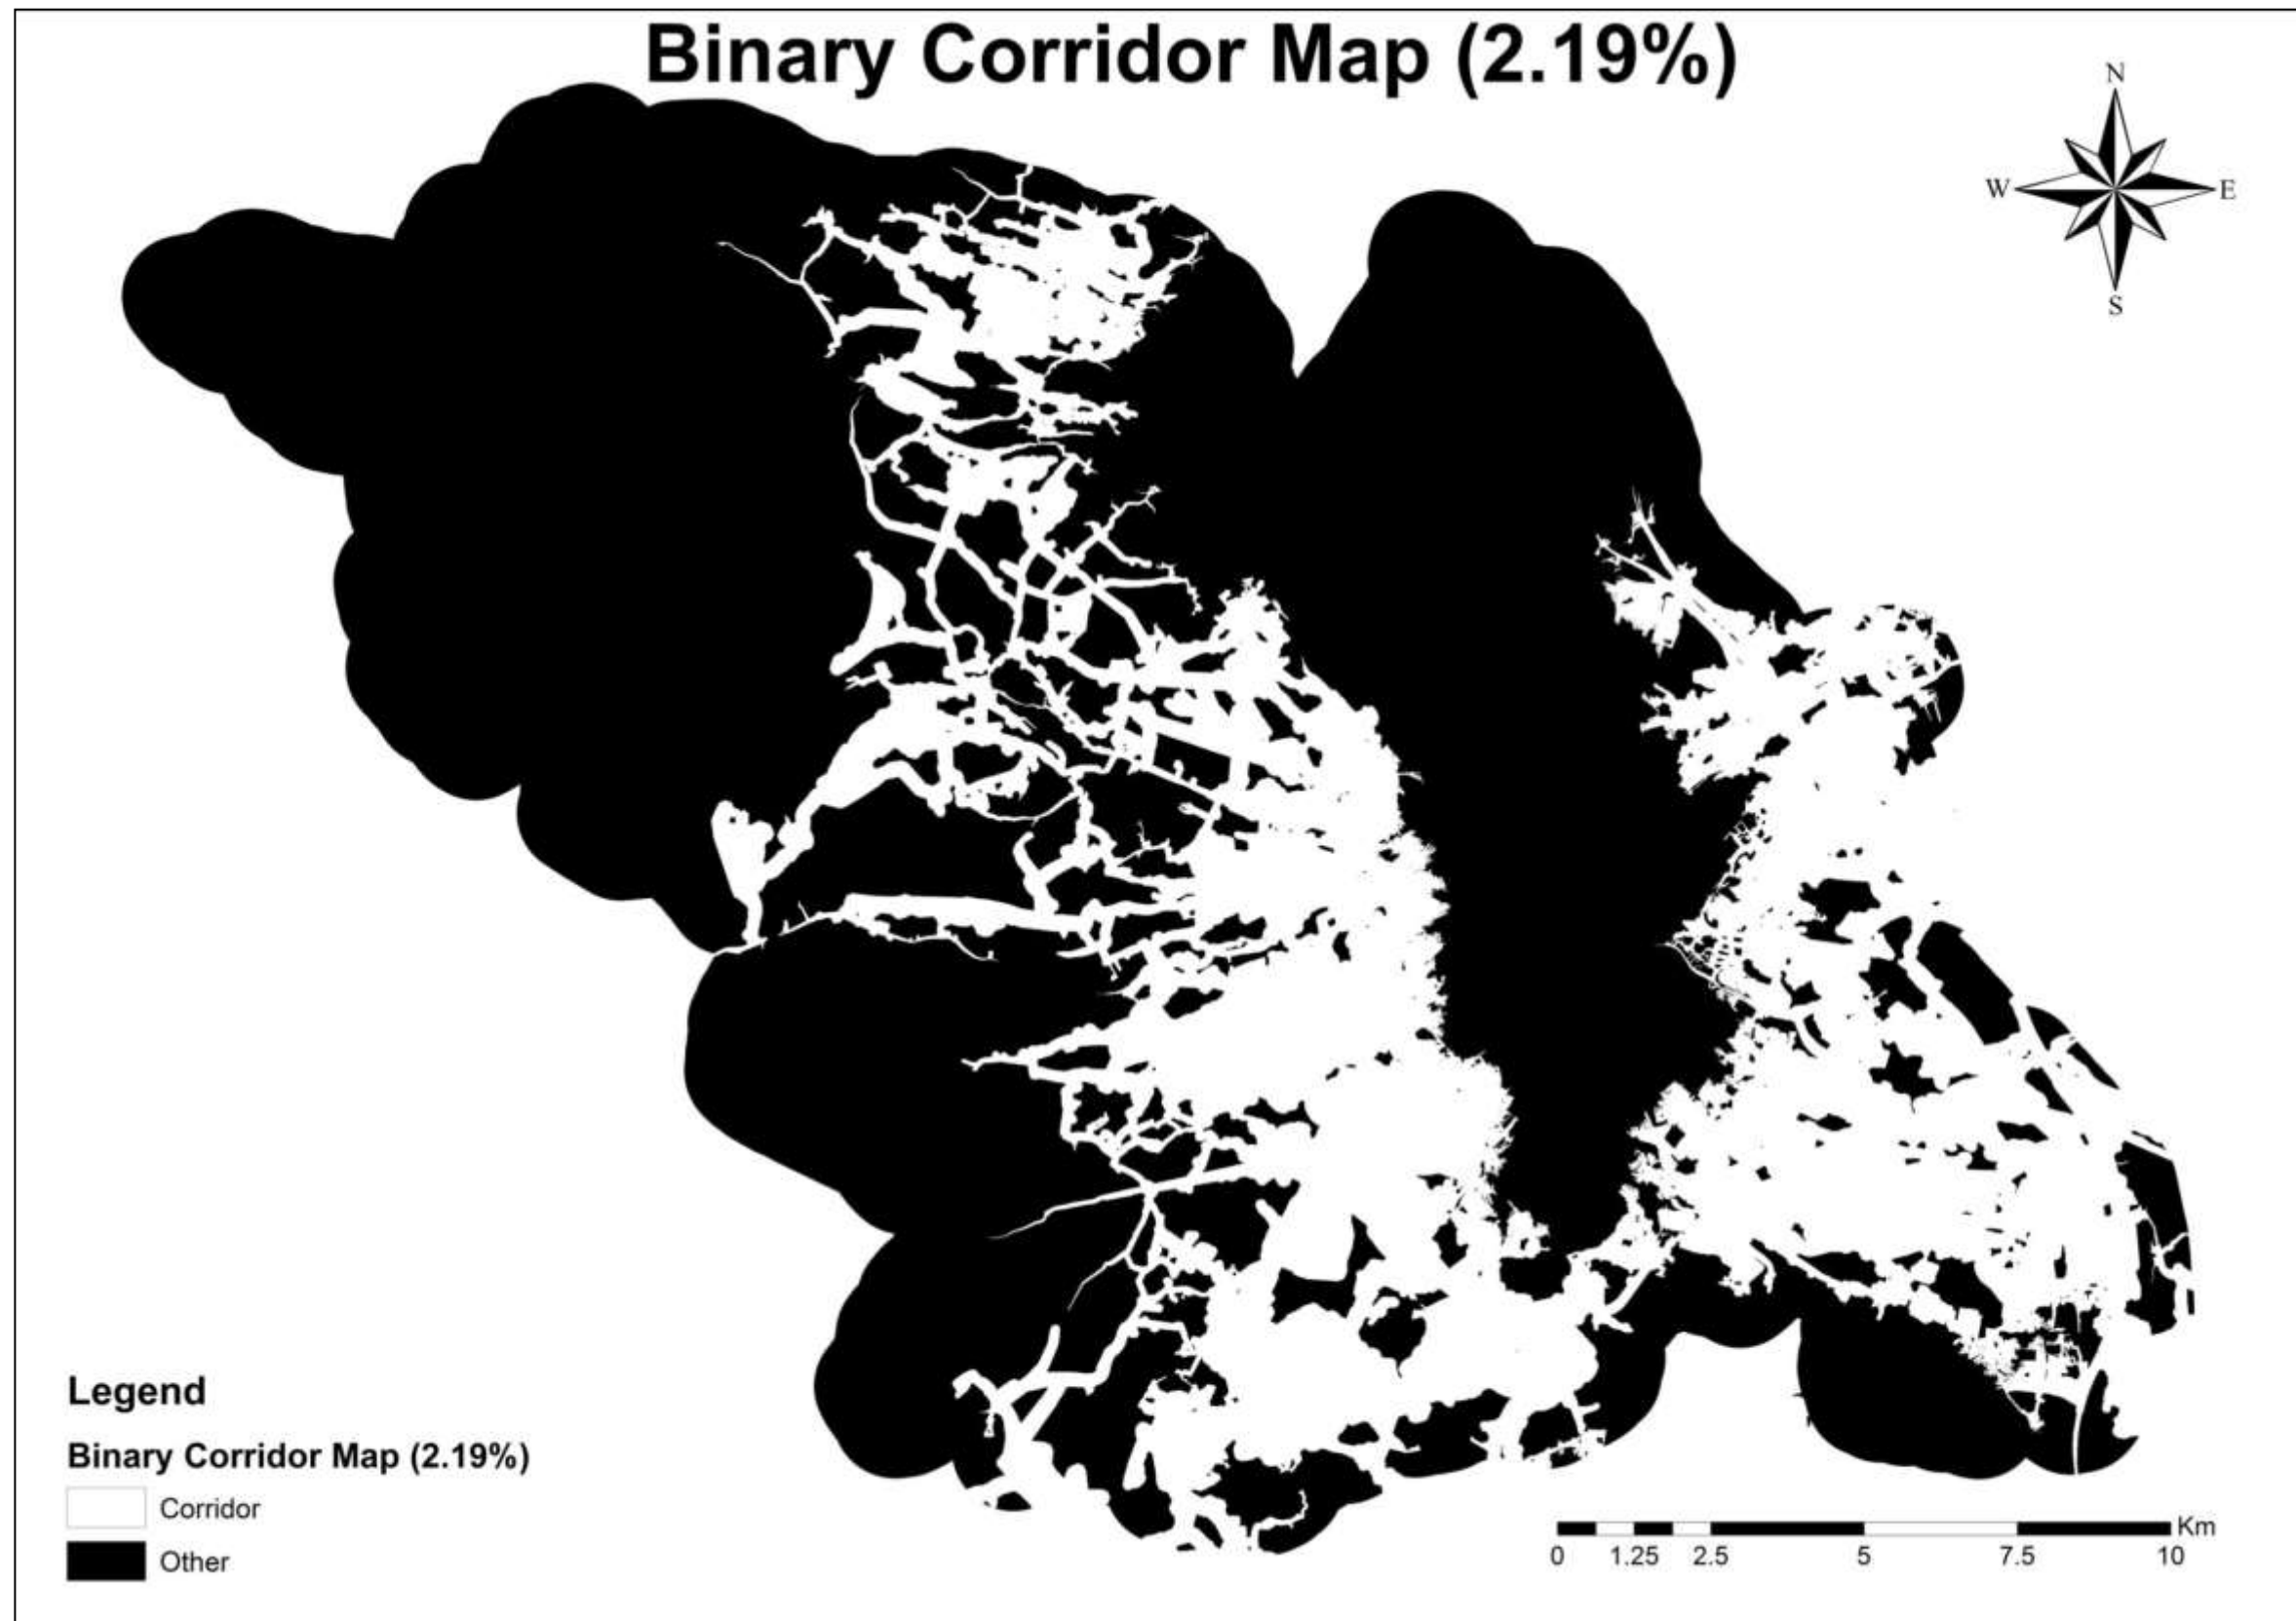 Binary Corridor Map (2.19%)
N
W E
S
Legend
Binary Corridor Map (2.19%)
Corridor
Other
Km
0 1.25 2.5 5 7.5 10